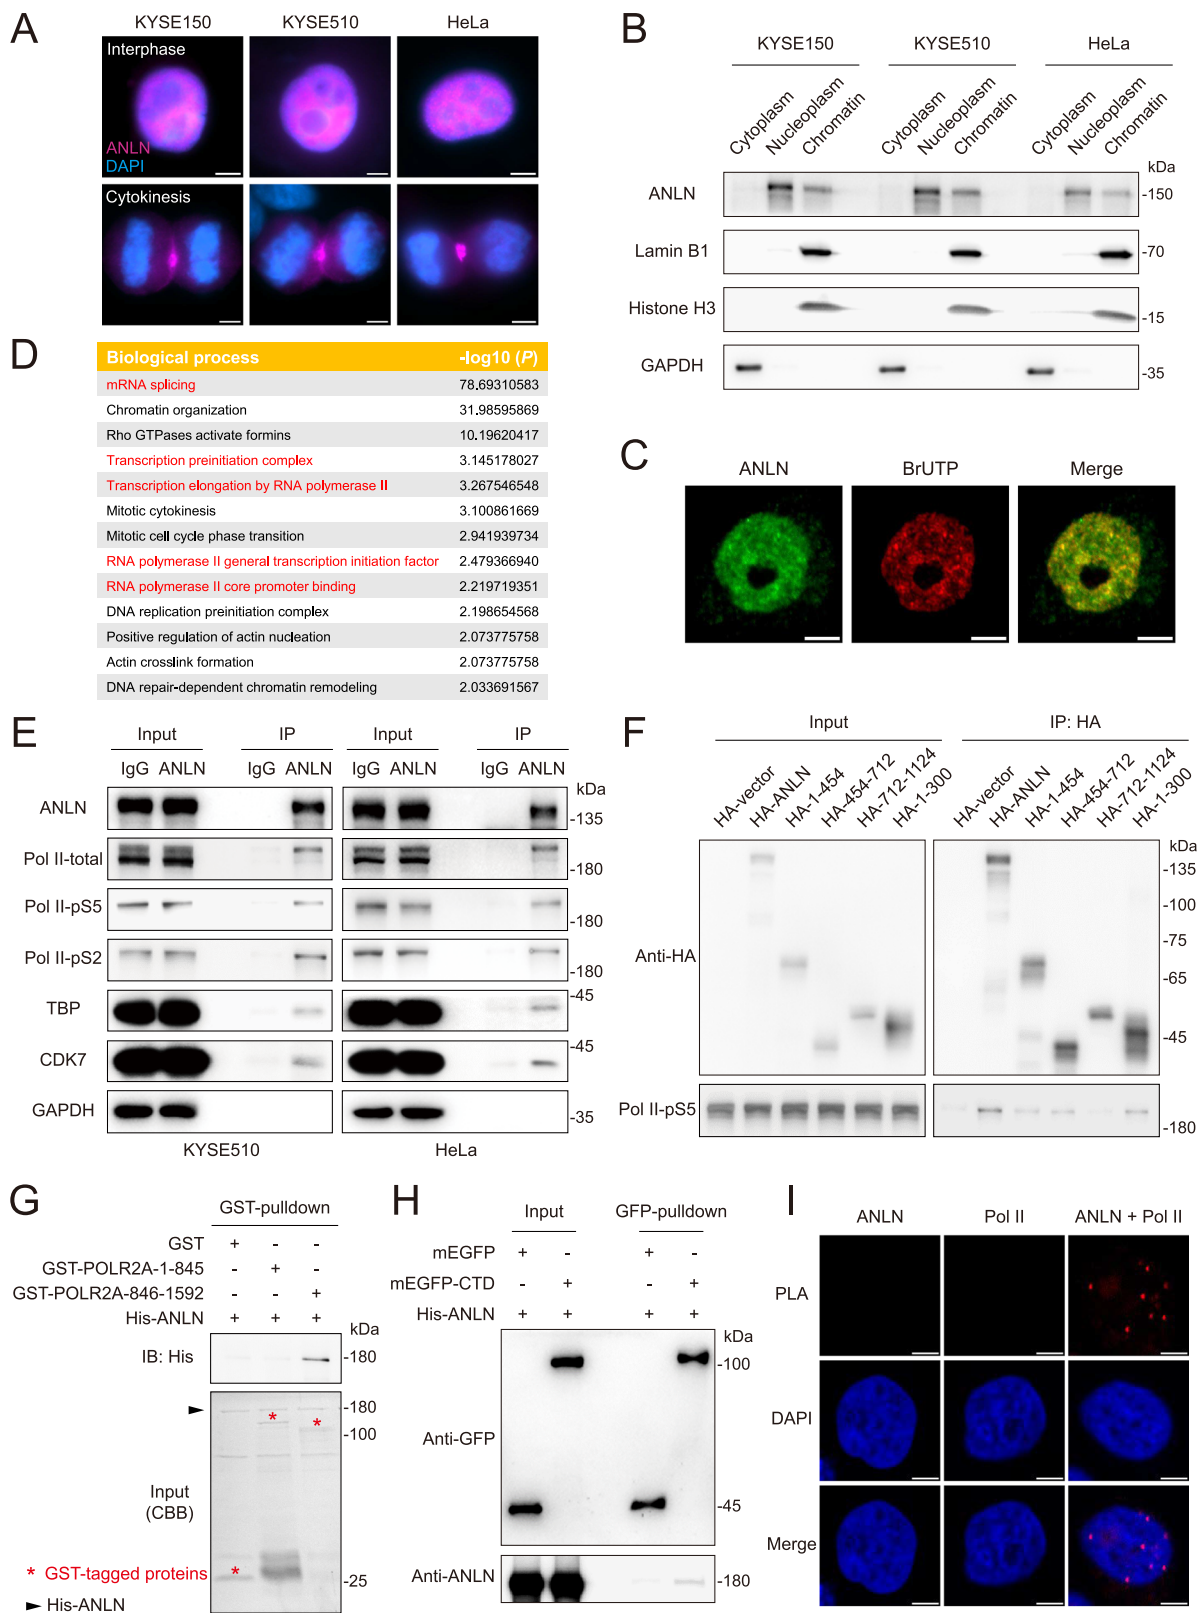 A
KYSE150 KYSE510 HeLa
Interphase
ANLN
DAPI
Cytokinesis
B
KYSE150 KYSE510 HeLa
Cytoplasm Nucleoplasm Chromatin Cytoplasm Nucleoplasm Chromatin Cytoplasm Nucleoplasm Chromatin
kDa
ANLN -150
Lamin B1 -70
Histone H3 -15
GAPDH -35
C
ANLN BrUTP Merge
D
Biological process -log10 (P)
mRNA splicing 78.69310583
Chromatin organization 31.98595869
Rho GTPases activate formins 10.19620417
Transcription preinitiation complex 3.145178027
Transcription elongation by RNA polymerase II 3.267546548
Mitotic cytokinesis 3.100861669
Mitotic cell cycle phase transition 2.941939734
RNA polymerase II general transcription initiation factor 2.479366940
RNA polymerase II core promoter binding 2.219719351
DNA replication preinitiation complex 2.198654568
Positive regulation of actin nucleation 2.073775758
Actin crosslink formation 2.073775758
DNA repair-dependent chromatin remodeling 2.033691567
E
Input IP Input IP
IgG ANLN IgG ANLN IgG ANLN IgG ANLN
kDa
ANLN -135
Pol II-total -180
Pol II-pS5 -180
Pol II-pS2 -180
TBP -45
CDK7 -45
GAPDH -35
KYSE510 HeLa
F
Input IP: HA
HA-vector HA-ANLN HA-1-454 HA-454-712 HA-712-1124 HA-1-300 HA-vector HA-ANLN HA-1-454 HA-454-712 HA-712-1124 HA-1-300
kDa
-135
-100
-75
Anti-HA
-65
-45
Pol II-pS5
-180
G
GST-pulldown
GST + - -
GST-POLR2A-1-845 - + -
GST-POLR2A-846-1592 - - +
His-ANLN + + +
kDa
IB: His -180
-180
* *
-100
Input
(CBB)
* GST-tagged proteins * -25
► His-ANLN
H
Input GFP-pulldown
mEGFP + - + -
mEGFP-CTD - + - +
His-ANLN + + + +
kDa
-100
Anti-GFP
-45
Anti-ANLN -180
I
ANLN Pol II ANLN + Pol II
PLA
DAPI
Merge